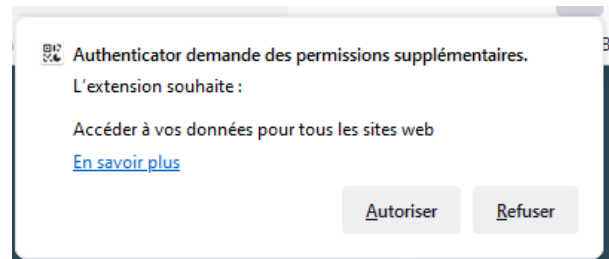 Authenticator demande des permissions supplémentaires.
L'extension souhaite :
Accéder à vos données pour tous les sites web
En savoir plus
Autoriser
Refuser